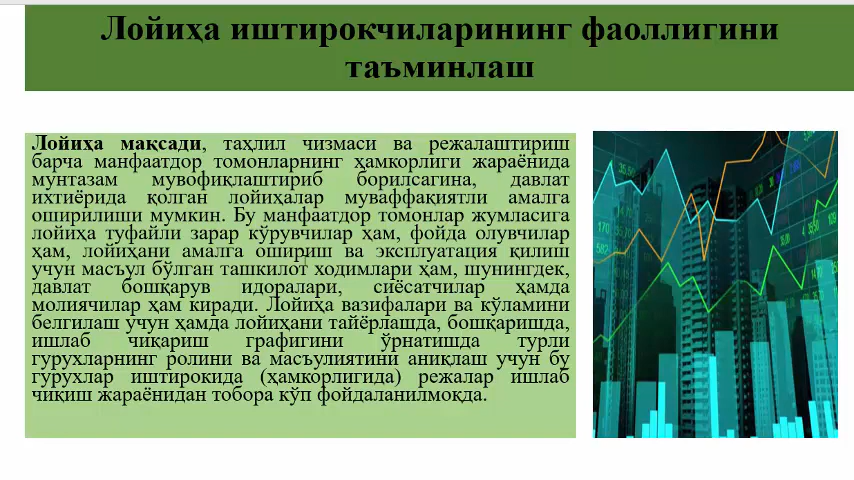 Лойиҳа иштирокчиларининг фаоллигини
таъминлаш
Лойиҳа мақсади, таҳлил чизмаси ва режалаштириш
барча манфаатдор томонларнинг ҳамкорлиги жараёнида
мунтазам мувофиқлаштириб борилсагина, давлат
ихтиёрида қолган лойиҳалар муваффақиятли амалга
оширилиши мумкин. Бу манфаатдор томонлар жумласига
лойиҳа туфайли зарар кўрувчилар ҳам, фойда олувчилар
ҳам, лойиҳани амалга ошириш ва эксплуатация қилиш
учун масъул бўлган ташкилот ходимлари ҳам, шунингдек,
давлат бошқарув идоралари, сиёсатчилар ҳамда
молиячилар ҳам киради. Лойиҳа вазифалари ва кўламини
белгилаш учун ҳамда лойиҳани тайёрлашда, бошқаришда,
ишлаб чиқариш графигини ўрнатишда турли
гуруҳларнинг ролини ва масъулиятини аниқлаш учун бу
гуруҳлар иштирокида (ҳамкорлигида) режалар ишлаб
чиқиш жараёнидан тобора кўп фойдаланилмоқда.